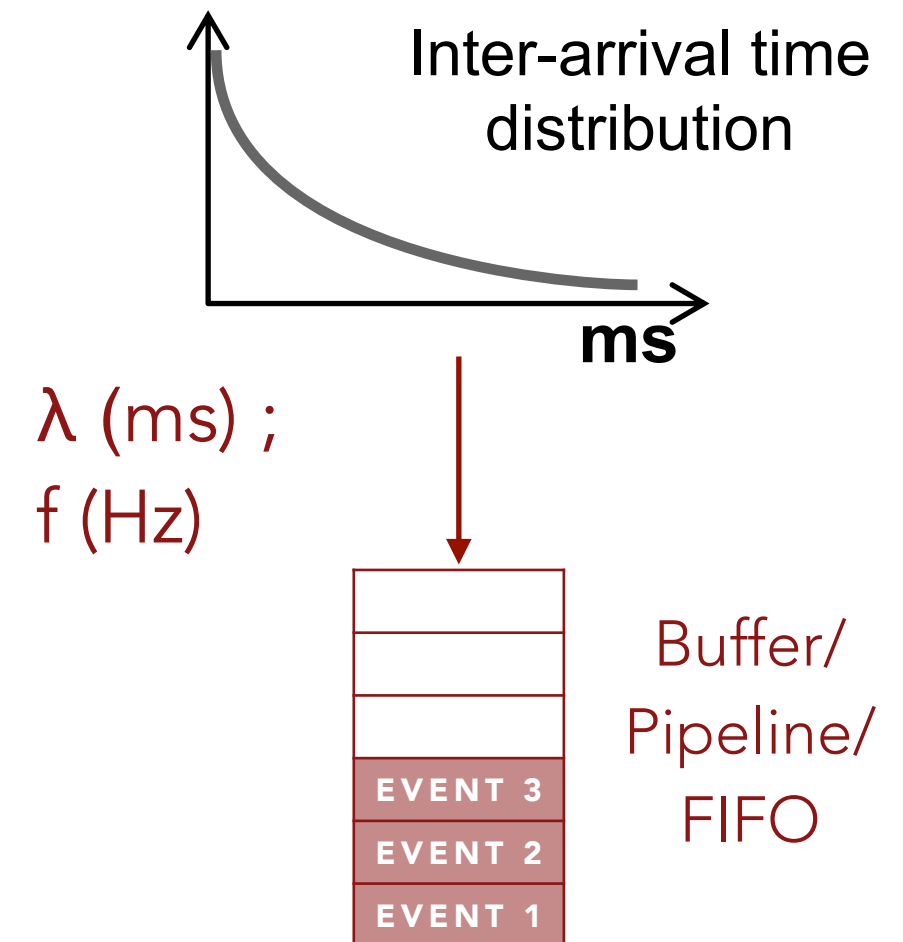 Inter-arrival time
distribution
ms
λ (ms) ;
f (Hz)
Buffer/
Pipeline/
FIFO
EVENT 3
EVENT 2
EVENT 1